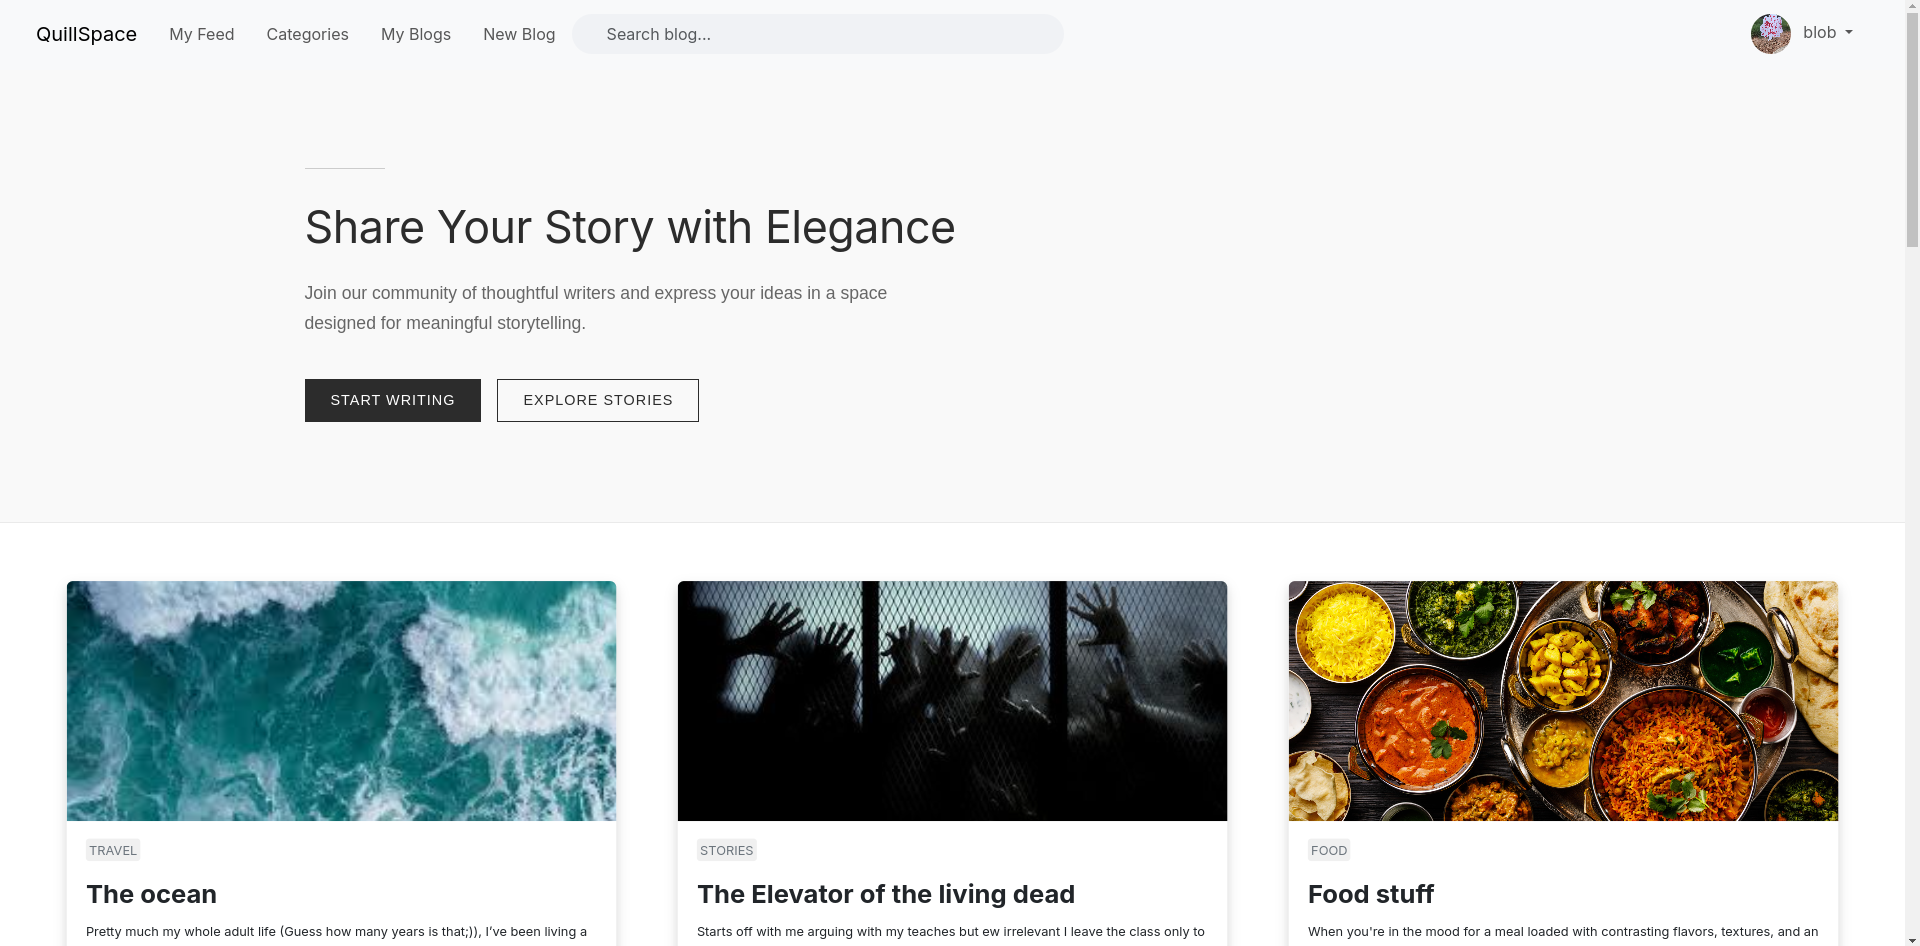 QuillSpace My Feed Categories My Blogs New Blog Search blog... blob
Share Your Story with Elegance
Join our community of thoughtful writers and express your ideas in a space
designed for meaningful storytelling.
START WRITING EXPLORE STORIES
TRAVEL
The ocean
Pretty much my whole adult life (Guess how many years is that;)), I've been living a
STORIES
The Elevator of the living dead
Starts off with me arguing with my teaches but ew irrelevant I leave the class only to
FOOD
Food stuff
When you're in the mood for a meal loaded with contrasting flavors, textures, and an